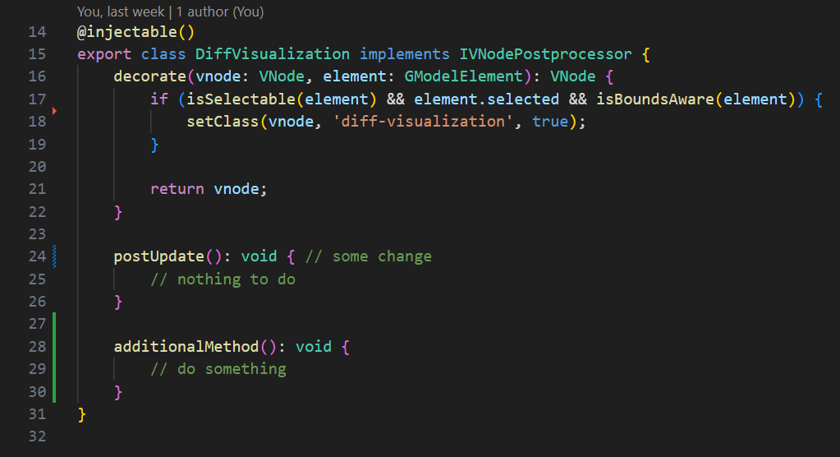 You, last week | 1 author (You)
14 @injectable()
15 export class DiffVisualization implements IVNodePostprocessor {
16     decorate(vnode: VNode, element: GModelElement): VNode {
17         if (isSelectable(element) && element.selected && isBoundsAware(element)) {
18             setClass(vnode, 'diff-visualization', true);
19         }
20
21         return vnode;
22     }
23
24     postUpdate(): void { // some change
25         // nothing to do
26     }
27
28     additionalMethod(): void {
29         // do something
30     }
31 }
32